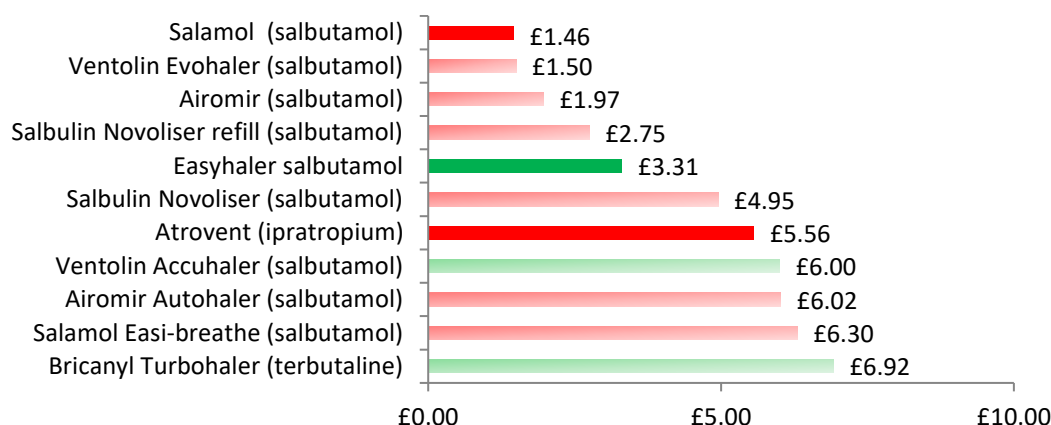 Salamol  (salbutamol) £1.46
Ventolin Evohaler (salbutamol) £1.50
Airomir (salbutamol) £1.97
Salbulin Novoliser refill (salbutamol) £2.75
Easyhaler salbutamol £3.31
Salbulin Novoliser (salbutamol) £4.95
Atrovent (ipratropium) £5.56
Ventolin Accuhaler (salbutamol) £6.00
Airomir Autohaler (salbutamol) £6.02
Salamol Easi-breathe (salbutamol) £6.30
Bricanyl Turbohaler (terbutaline) £6.92
£0.00 £5.00 £10.00